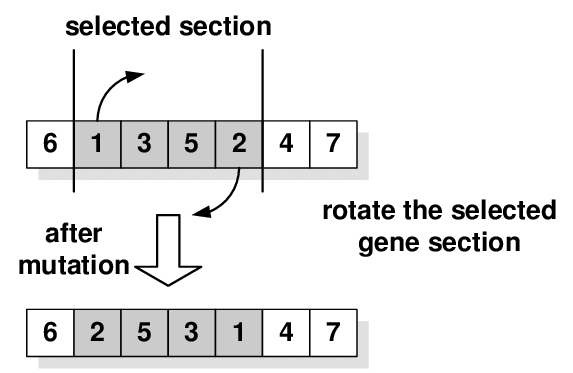 selected section
6 1 3 5 2 4 7
rotate the selected
gene section
after
mutation
6 2 5 3 1 4 7